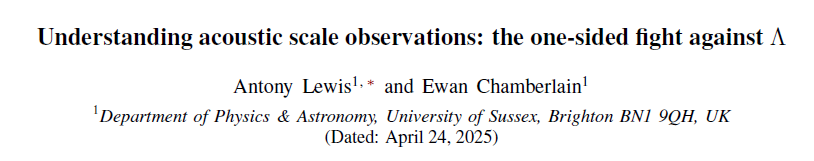 Understanding acoustic scale observations: the one-sided fight against Λ
Antony Lewis1, * and Ewan Chamberlain1
1Department of Physics & Astronomy, University of Sussex, Brighton BN1 9QH, UK
(Dated: April 24, 2025)